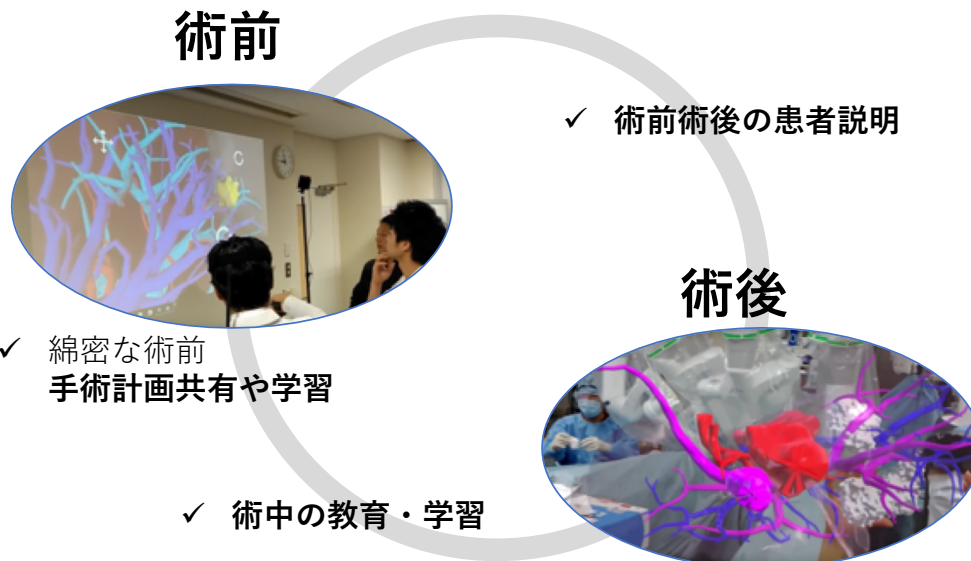 術前
✓ 術前術後の患者説明
術後
✓ 綿密な術前
手術計画共有や学習
✓ 術中の教育・学習